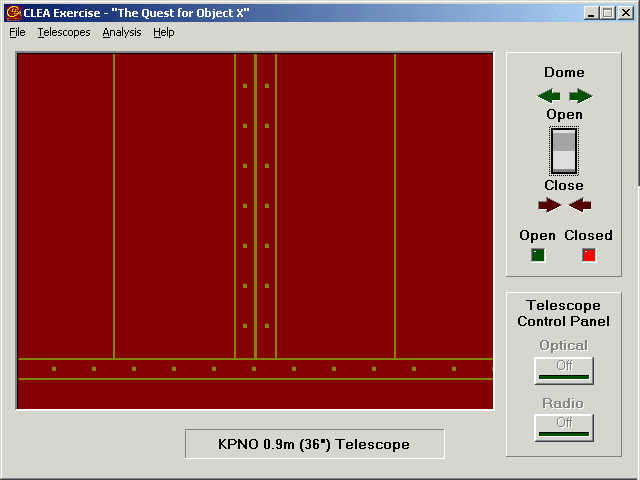 CLEA Exercise - "The Quest for Object X"
File Telescopes Analysis Help
Dome
Open
Close
Open Closed
Telescope
Control Panel
Optical
Off
Radio
Off
KPNO 0.9m (36") Telescope